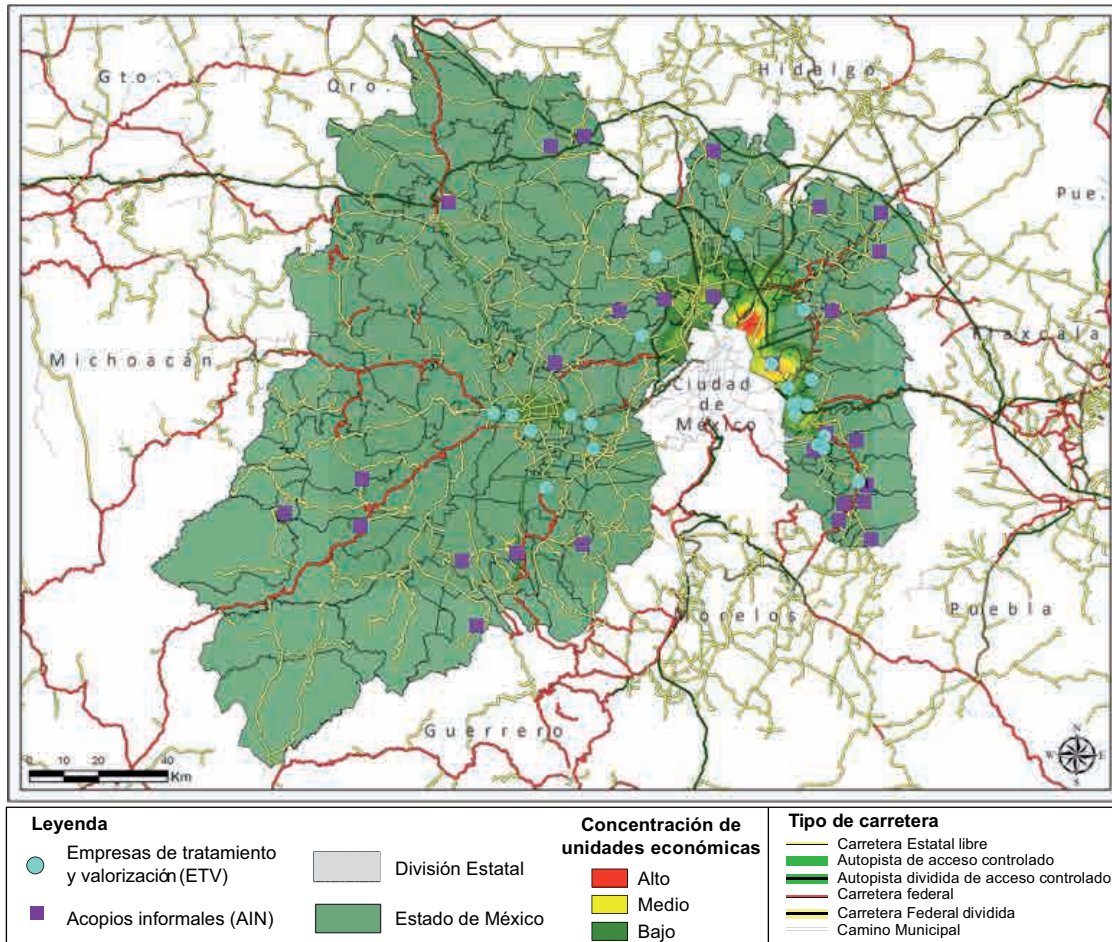 Gto.
Qro.
Hidalgo
Pue.
Michoacán
Tlaxcala
Ciudad
de
México
Morelos
Puebla
Guerrero
0 10 20 40
Km
N
W E
S
Leyenda
Empresas de tratamiento
y valorización (ETV)
Acopios informales (AIN)
División Estatal
Estado de México
Concentración de
unidades económicas
Alto
Medio
Bajo
Tipo de carretera
Carretera Estatal libre
Autopista de acceso controlado
Autopista dividida de acceso controlado
Carretera federal
Carretera Federal dividida
Camino Municipal